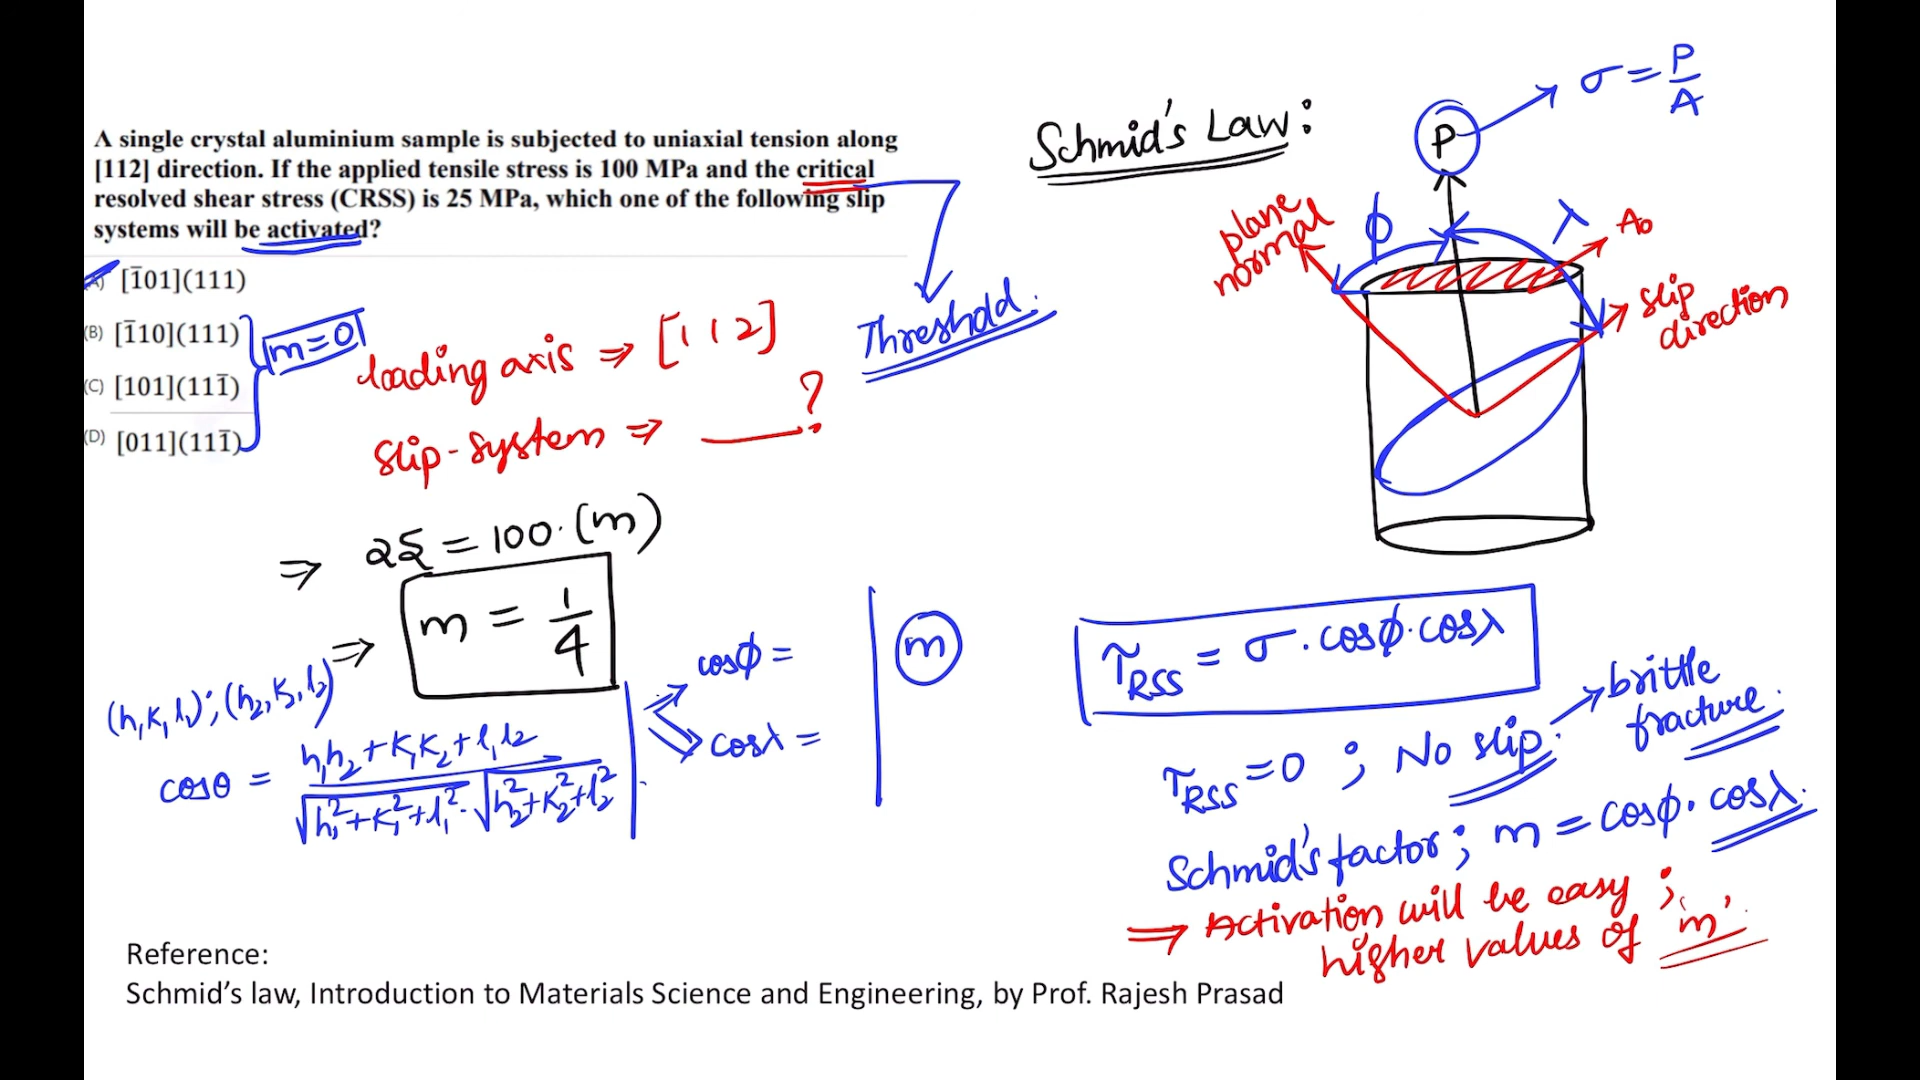 A single crystal aluminium sample is subjected to uniaxial tension along
[112] direction. If the applied tensile stress is 100 MPa and the critical
resolved shear stress (CRSS) is 25 MPa, which one of the following slip
systems will be activated?
A) [1̅01](111)
(B) [1̅10](111)
(C) [101](111̅)
(D) [011](111̅)
m=0
loading axis ⇒ [112]
slip-system ⇒ ___?
Threshold.
⇒ 25 = 100.(m)
⇒ m = 1/4
(h₁k₁l₁); (h₂,k₂,l₂)
cosθ = h₁h₂+k₁k₂+l₁l₂ / √h₁²+k₁²+l₁² . √h₂²+k₂²+l₂²
cosϕ =
cosλ =
m
Schmid's Law:
P
σ = P/A
plane
normal
ϕ
λ
A₀
slip
direction
τRSS = σ . cosϕ . cosλ
τRSS = 0 ; No slip.
brittle
fracture.
Schmid's factor ; m = cosϕ. cosλ.
⇒ Activation will be easy ;
higher values of 'm'.
Reference:
Schmid’s law, Introduction to Materials Science and Engineering, by Prof. Rajesh Prasad